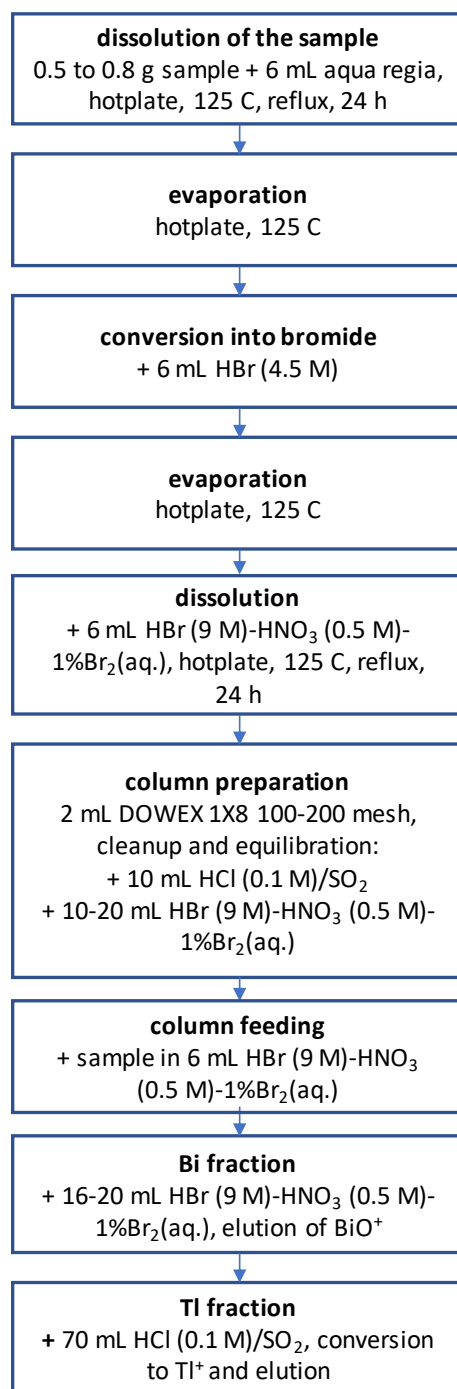 dissolution of the sample
0.5 to 0.8 g sample + 6 mL aqua regia,
hotplate, 125 C, reflux, 24 h
evaporation
hotplate, 125 C
conversion into bromide
+ 6 mL HBr (4.5 M)
evaporation
hotplate, 125 C
dissolution
+ 6 mL HBr (9 M)-HNO₃ (0.5 M)-
1%Br₂(aq.), hotplate, 125 C, reflux,
24 h
column preparation
2 mL DOWEX 1X8 100-200 mesh,
cleanup and equilibration:
+ 10 mL HCl (0.1 M)/SO₂
+ 10-20 mL HBr (9 M)-HNO₃ (0.5 M)-
1%Br₂(aq.)
column feeding
+ sample in 6 mL HBr (9 M)-HNO₃
(0.5 M)-1%Br₂(aq.)
Bi fraction
+ 16-20 mL HBr (9 M)-HNO₃ (0.5 M)-
1%Br₂(aq.), elution of BiO⁺
Tl fraction
+ 70 mL HCl (0.1 M)/SO₂, conversion
to Tl⁺ and elution